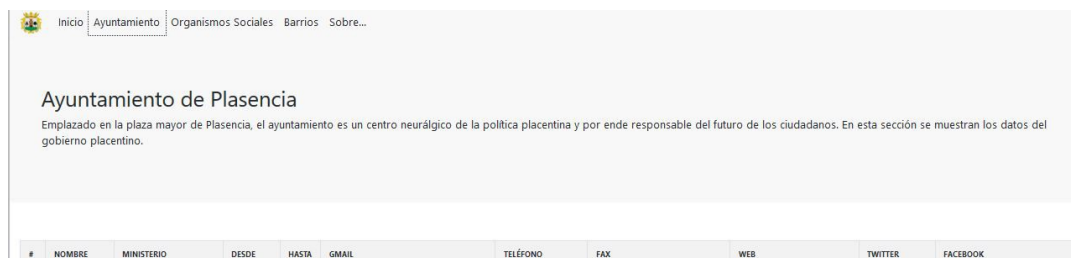 Inicio Ayuntamiento Organismos Sociales Barrios Sobre...
Ayuntamiento de Plasencia
Emplazado en la plaza mayor de Plasencia, el ayuntamiento es un centro neurálgico de la política placentina y por ende responsable del futuro de los ciudadanos. En esta sección se muestran los datos del
gobierno placentino.
# NOMBRE MINISTERIO DESDE HASTA GMAIL TELÉFONO FAX WEB TWITTER FACEBOOK